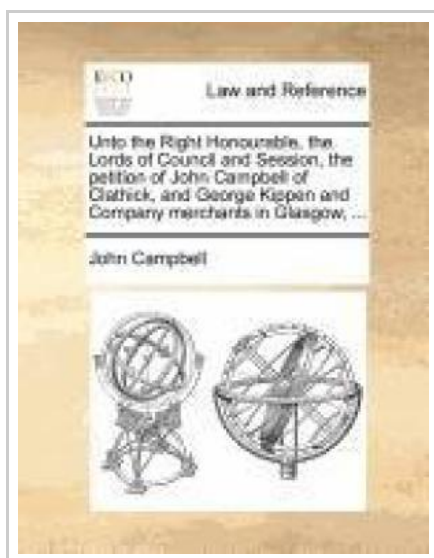 ECCO
Law and Reference
Unto the Right Honourable, the
Lords of Council and Session, the
petition of John Campbell of
Clathick, and George Kippen and
Company merchants in Glasgow, ...
John Campbell